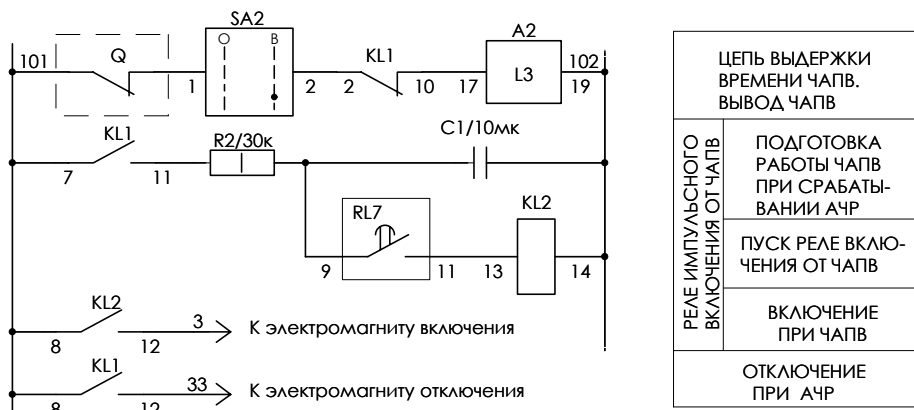 SA2
Q
O B
KL1
A2
101
1
2 2
10 17
L3
102
19
KL1
R2/30к
C1/10мк
7 11
RL7
KL2
9 11 13 14
KL2
3
К электромагниту включения
8 12
KL1
33
К электромагниту отключения
8 12
ЦЕПЬ ВЫДЕРЖКИ
ВРЕМЕНИ ЧАПВ.
ВЫВОД ЧАПВ
РЕЛЕ ИМПУЛЬСНОГО
ВКЛЮЧЕНИЯ ОТ ЧАПВ
ПОДГОТОВКА
РАБОТЫ ЧАПВ
ПРИ СРАБАТЫ-
ВАНИИ АЧР
ПУСК РЕЛЕ ВКЛЮ-
ЧЕНИЯ ОТ ЧАПВ
ВКЛЮЧЕНИЕ
ПРИ ЧАПВ
ОТКЛЮЧЕНИЕ
ПРИ АЧР